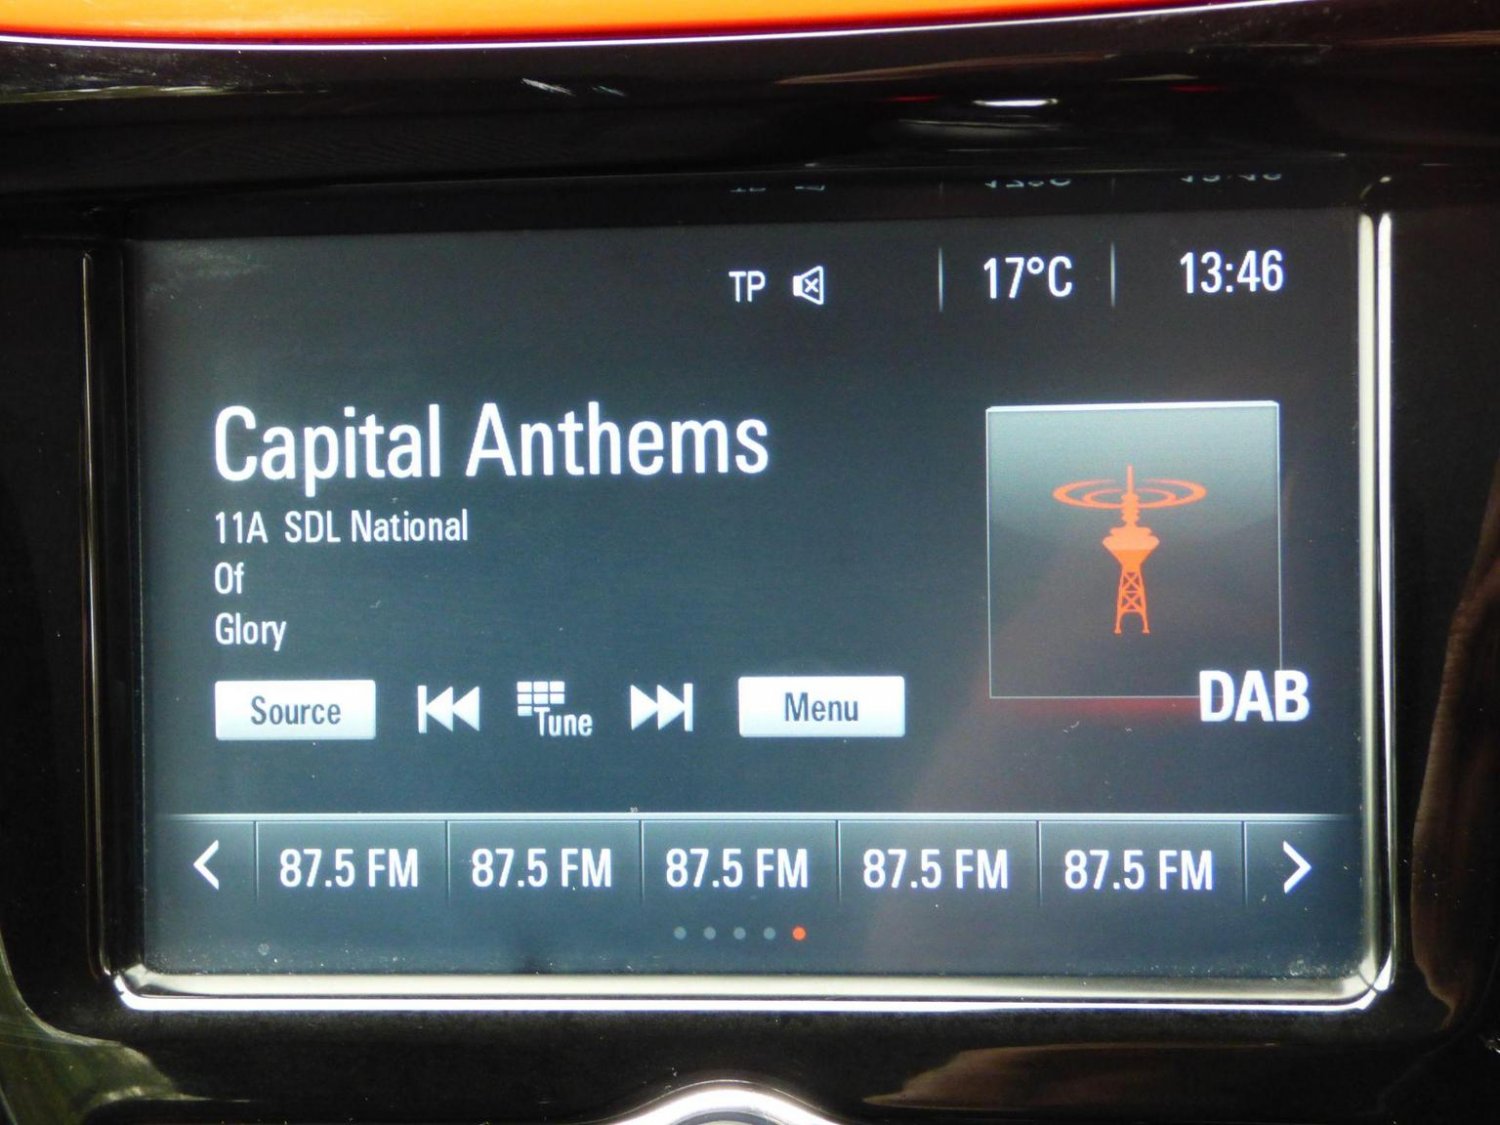 TP 17°C 13:46
Capital Anthems
11A SDL National
Of
Glory
Source Tune Menu
DAB
87.5 FM 87.5 FM 87.5 FM 87.5 FM 87.5 FM